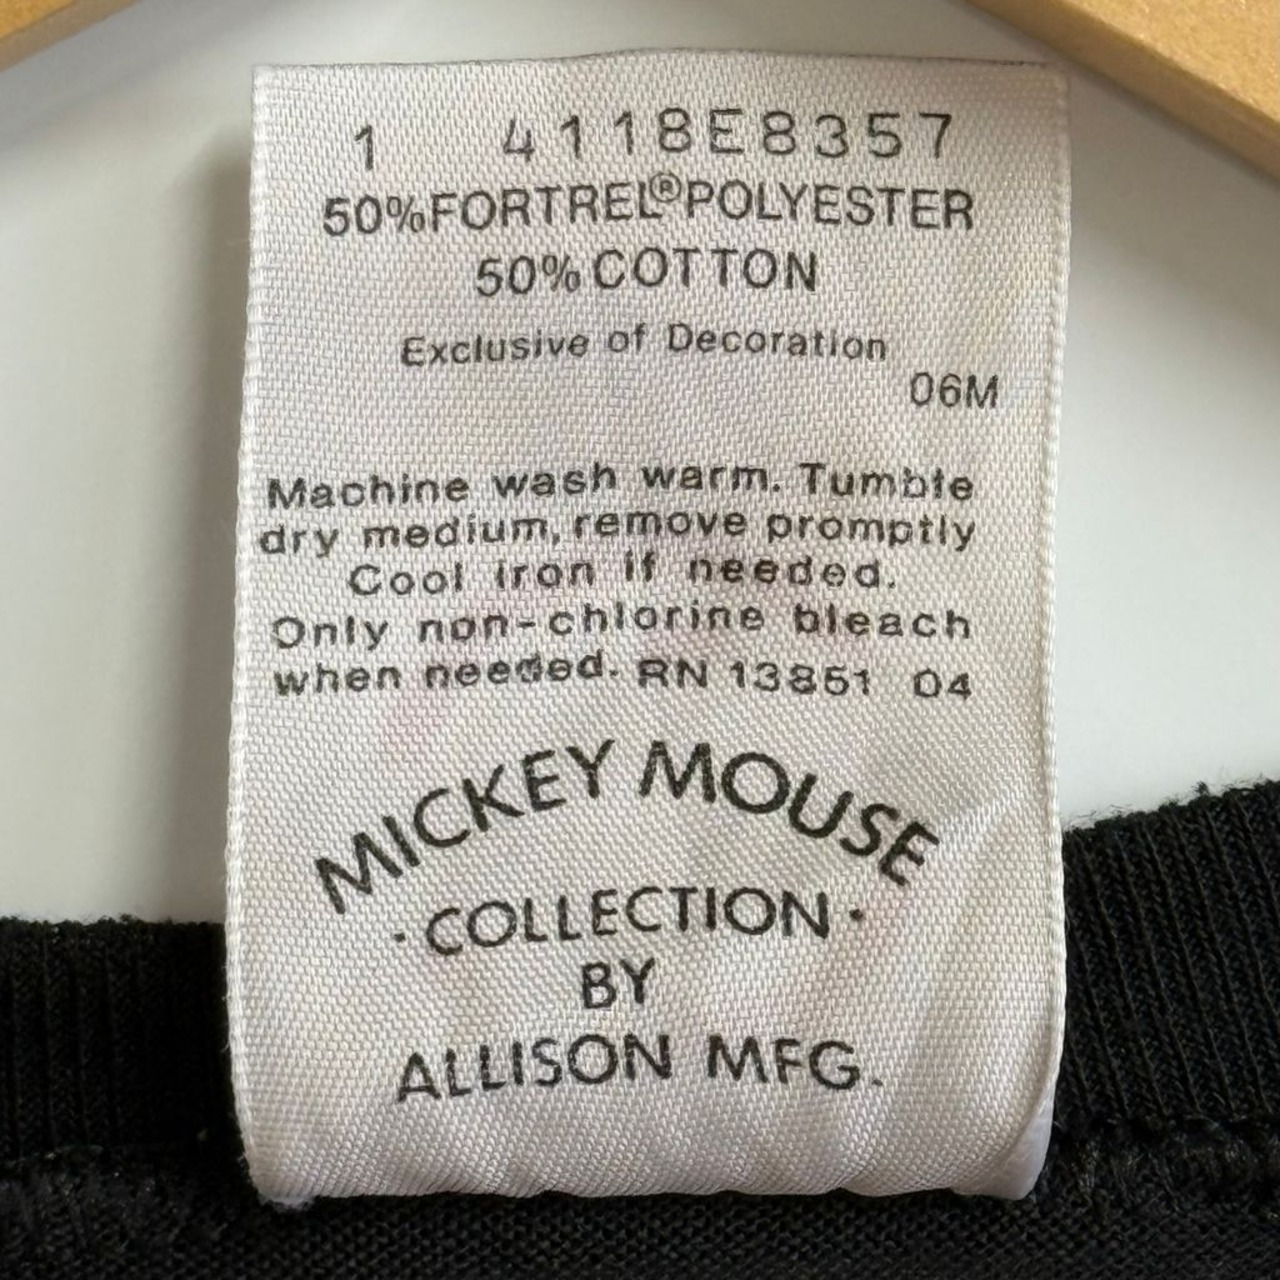 1 4118E8357
50%FORTREL®POLYESTER
50% COTTON
Exclusive of Decoration
06M
Machine wash warm. Tumble
dry medium, remove promptly
Cool iron if needed.
Only non-chlorine bleach
when needed. RN 13851 04
MICKEY MOUSE
·COLLECTION·
BY
ALLISON MFG.